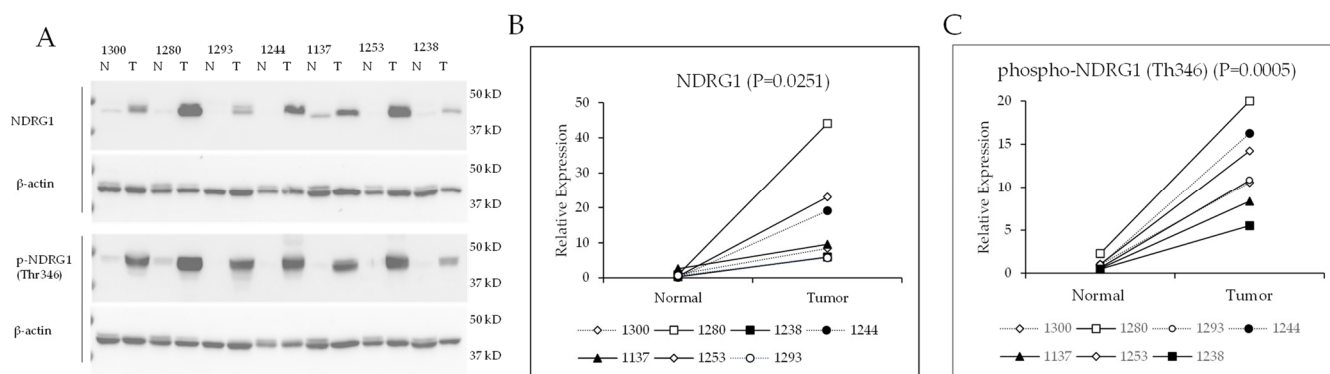 A
1300 1280 1293 1244 1137 1253 1238
N T N T N T N T N T N T N T
NDRG1
50 kD
37 kD
β-actin
50 kD
37 kD
p-NDRG1
(Thr346)
50 kD
37 kD
β-actin
50 kD
37 kD
B
NDRG1 (P=0.0251)
Relative Expression
50
40
30
20
10
0
Normal Tumor
1300 1280 1238 1244
1137 1253 1293
C
phospho-NDRG1 (Th346) (P=0.0005)
Relative Expression
20
15
10
5
0
Normal Tumor
1300 1280 1293 1244
1137 1253 1238